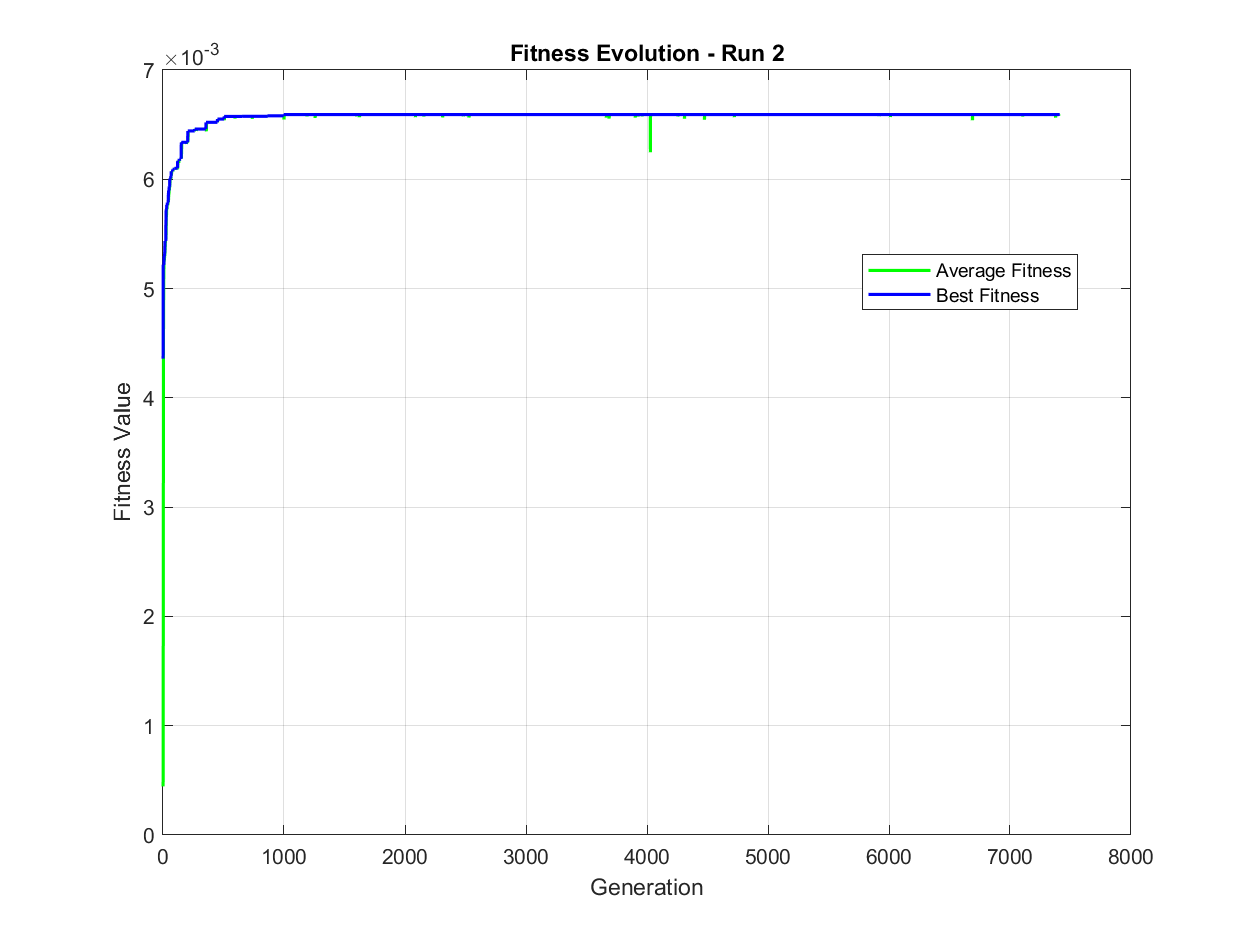 Fitness Evolution - Run 2
×10⁻³
7
6
5
4
3
2
1
0
Fitness Value
Average Fitness
Best Fitness
0 1000 2000 3000 4000 5000 6000 7000 8000
Generation